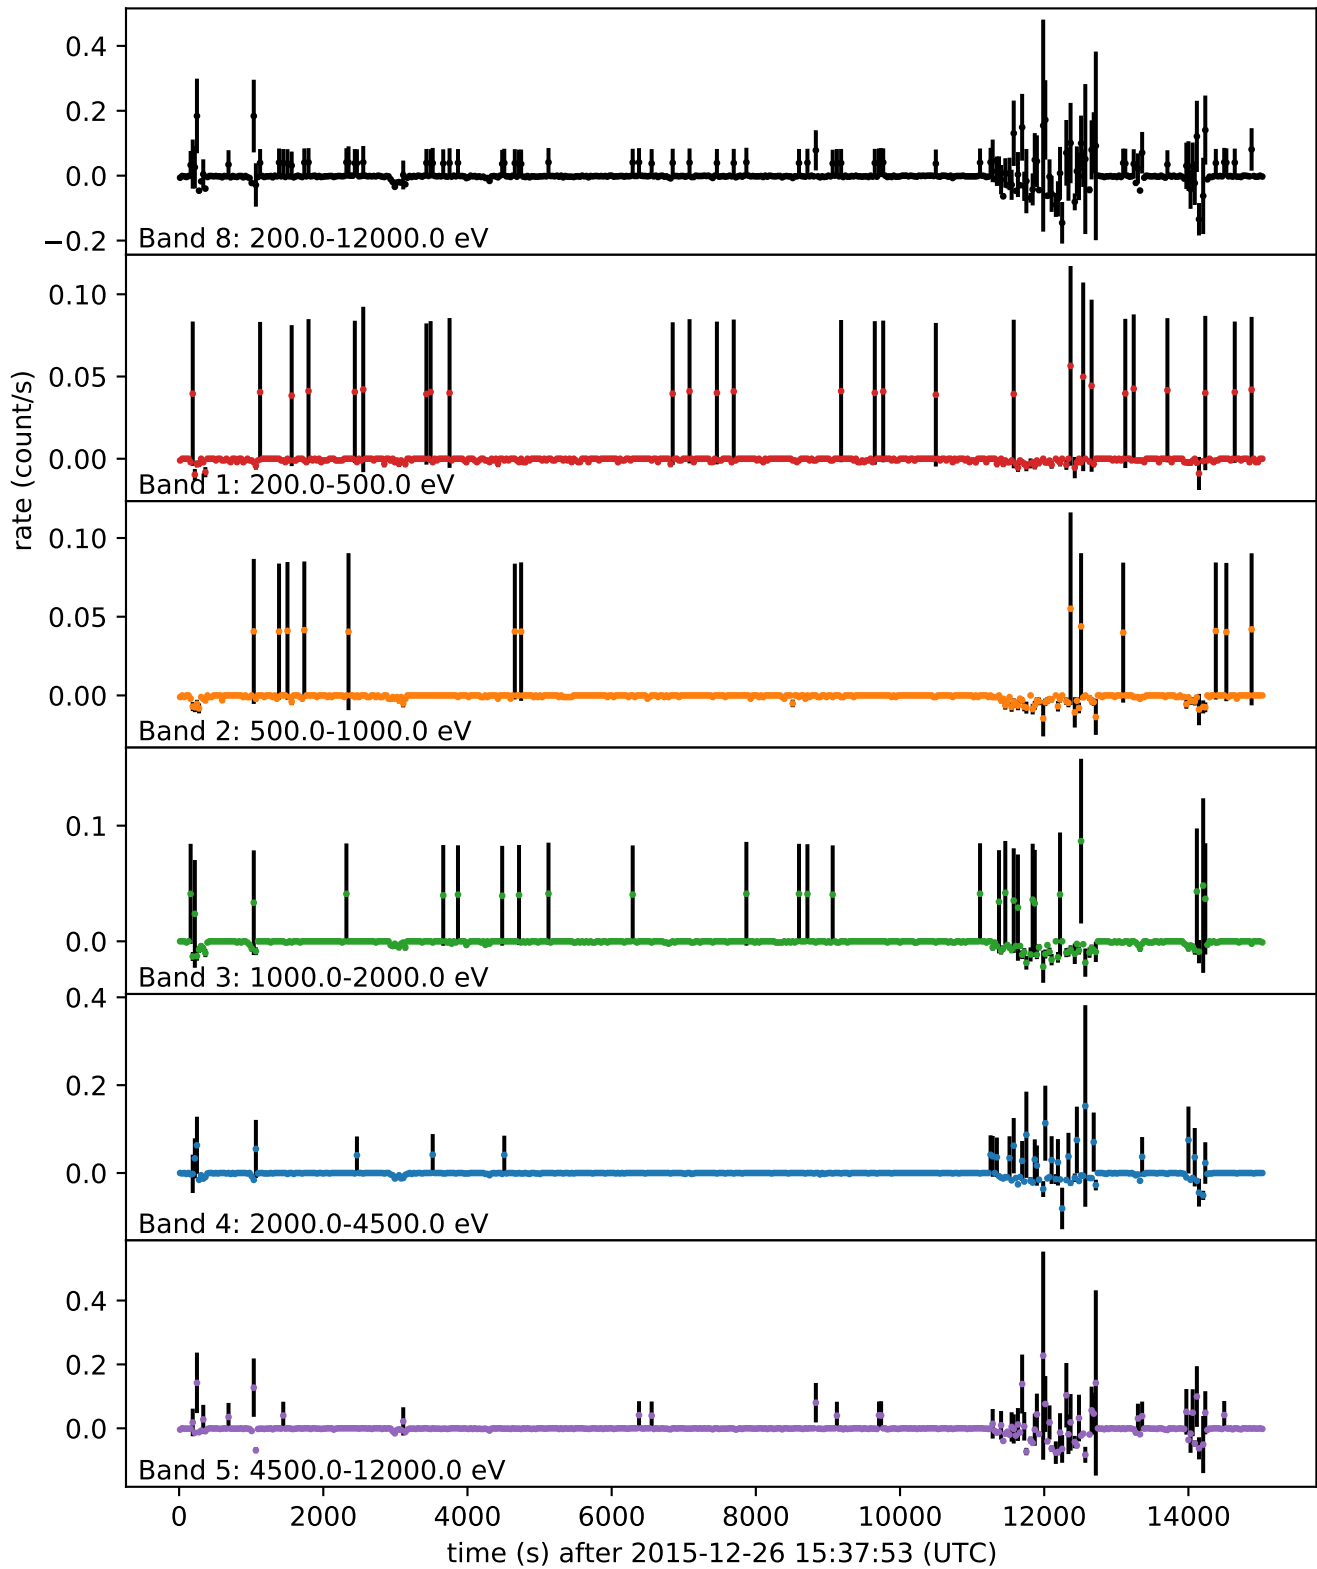 rate (count/s)
0.4
0.2
0.0
−0.2
Band 8: 200.0-12000.0 eV
0.10
0.05
0.00
Band 1: 200.0-500.0 eV
0.10
0.05
0.00
Band 2: 500.0-1000.0 eV
0.1
0.0
Band 3: 1000.0-2000.0 eV
0.4
0.2
0.0
Band 4: 2000.0-4500.0 eV
0.4
0.2
0.0
Band 5: 4500.0-12000.0 eV
0 2000 4000 6000 8000 10000 12000 14000
time (s) after 2015-12-26 15:37:53 (UTC)